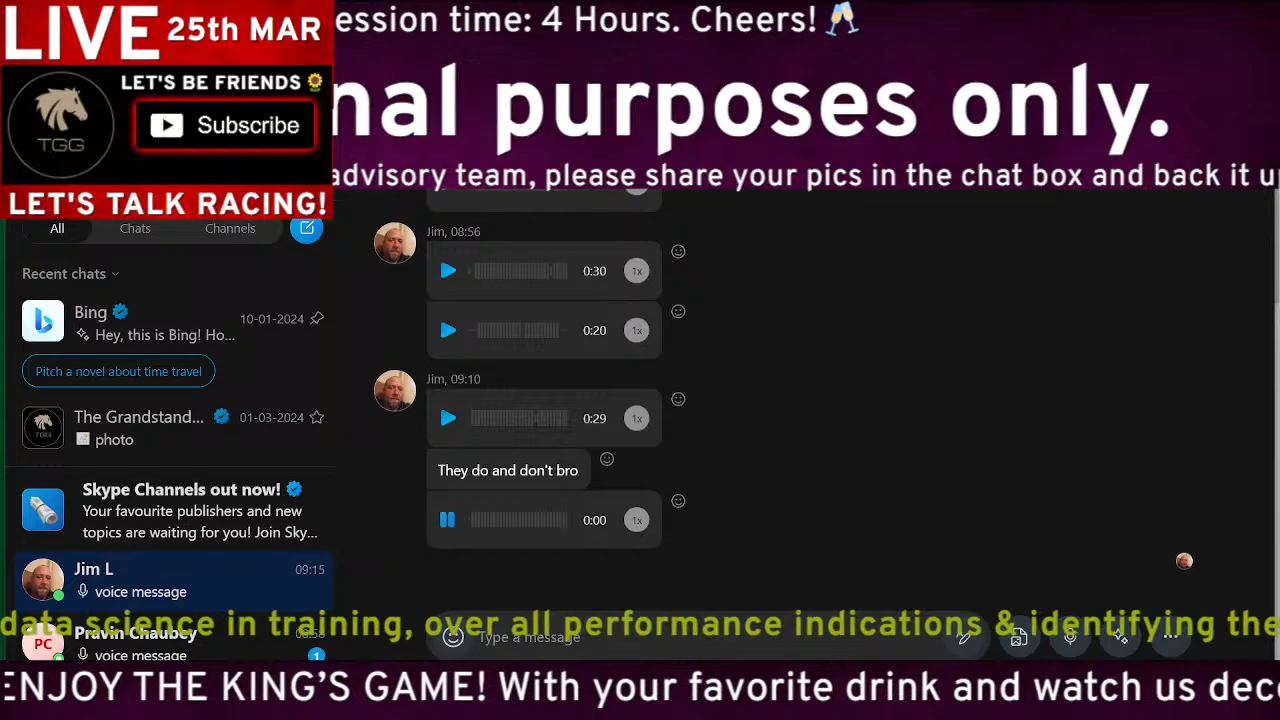 LIVE 25th MAR
ession time: 4 Hours. Cheers! 🥂
LET'S BE FRIENDS🌻
TGG
Subscribe
nal purposes only.
advisory team, please share your pics in the chat box and back it u
LET'S TALK RACING!
All Chats Channels
Recent chats
Bing 10-01-2024
Hey, this is Bing! Ho...
Pitch a novel about time travel
The Grandstand... 01-03-2024
photo
Skype Channels out now!
Your favourite publishers and new
topics are waiting for you! Join Sky...
Jim L 09:15
voice message
PC Pravin Chaubey
voice message 1
Jim, 08:56
0:30 1x
0:20 1x
Jim, 09:10
0:29 1x
They do and don't bro
0:00 1x
Type a message
data science in training, over all performance indications & identifying the
ENJOY THE KING'S GAME! With your favorite drink and watch us dec